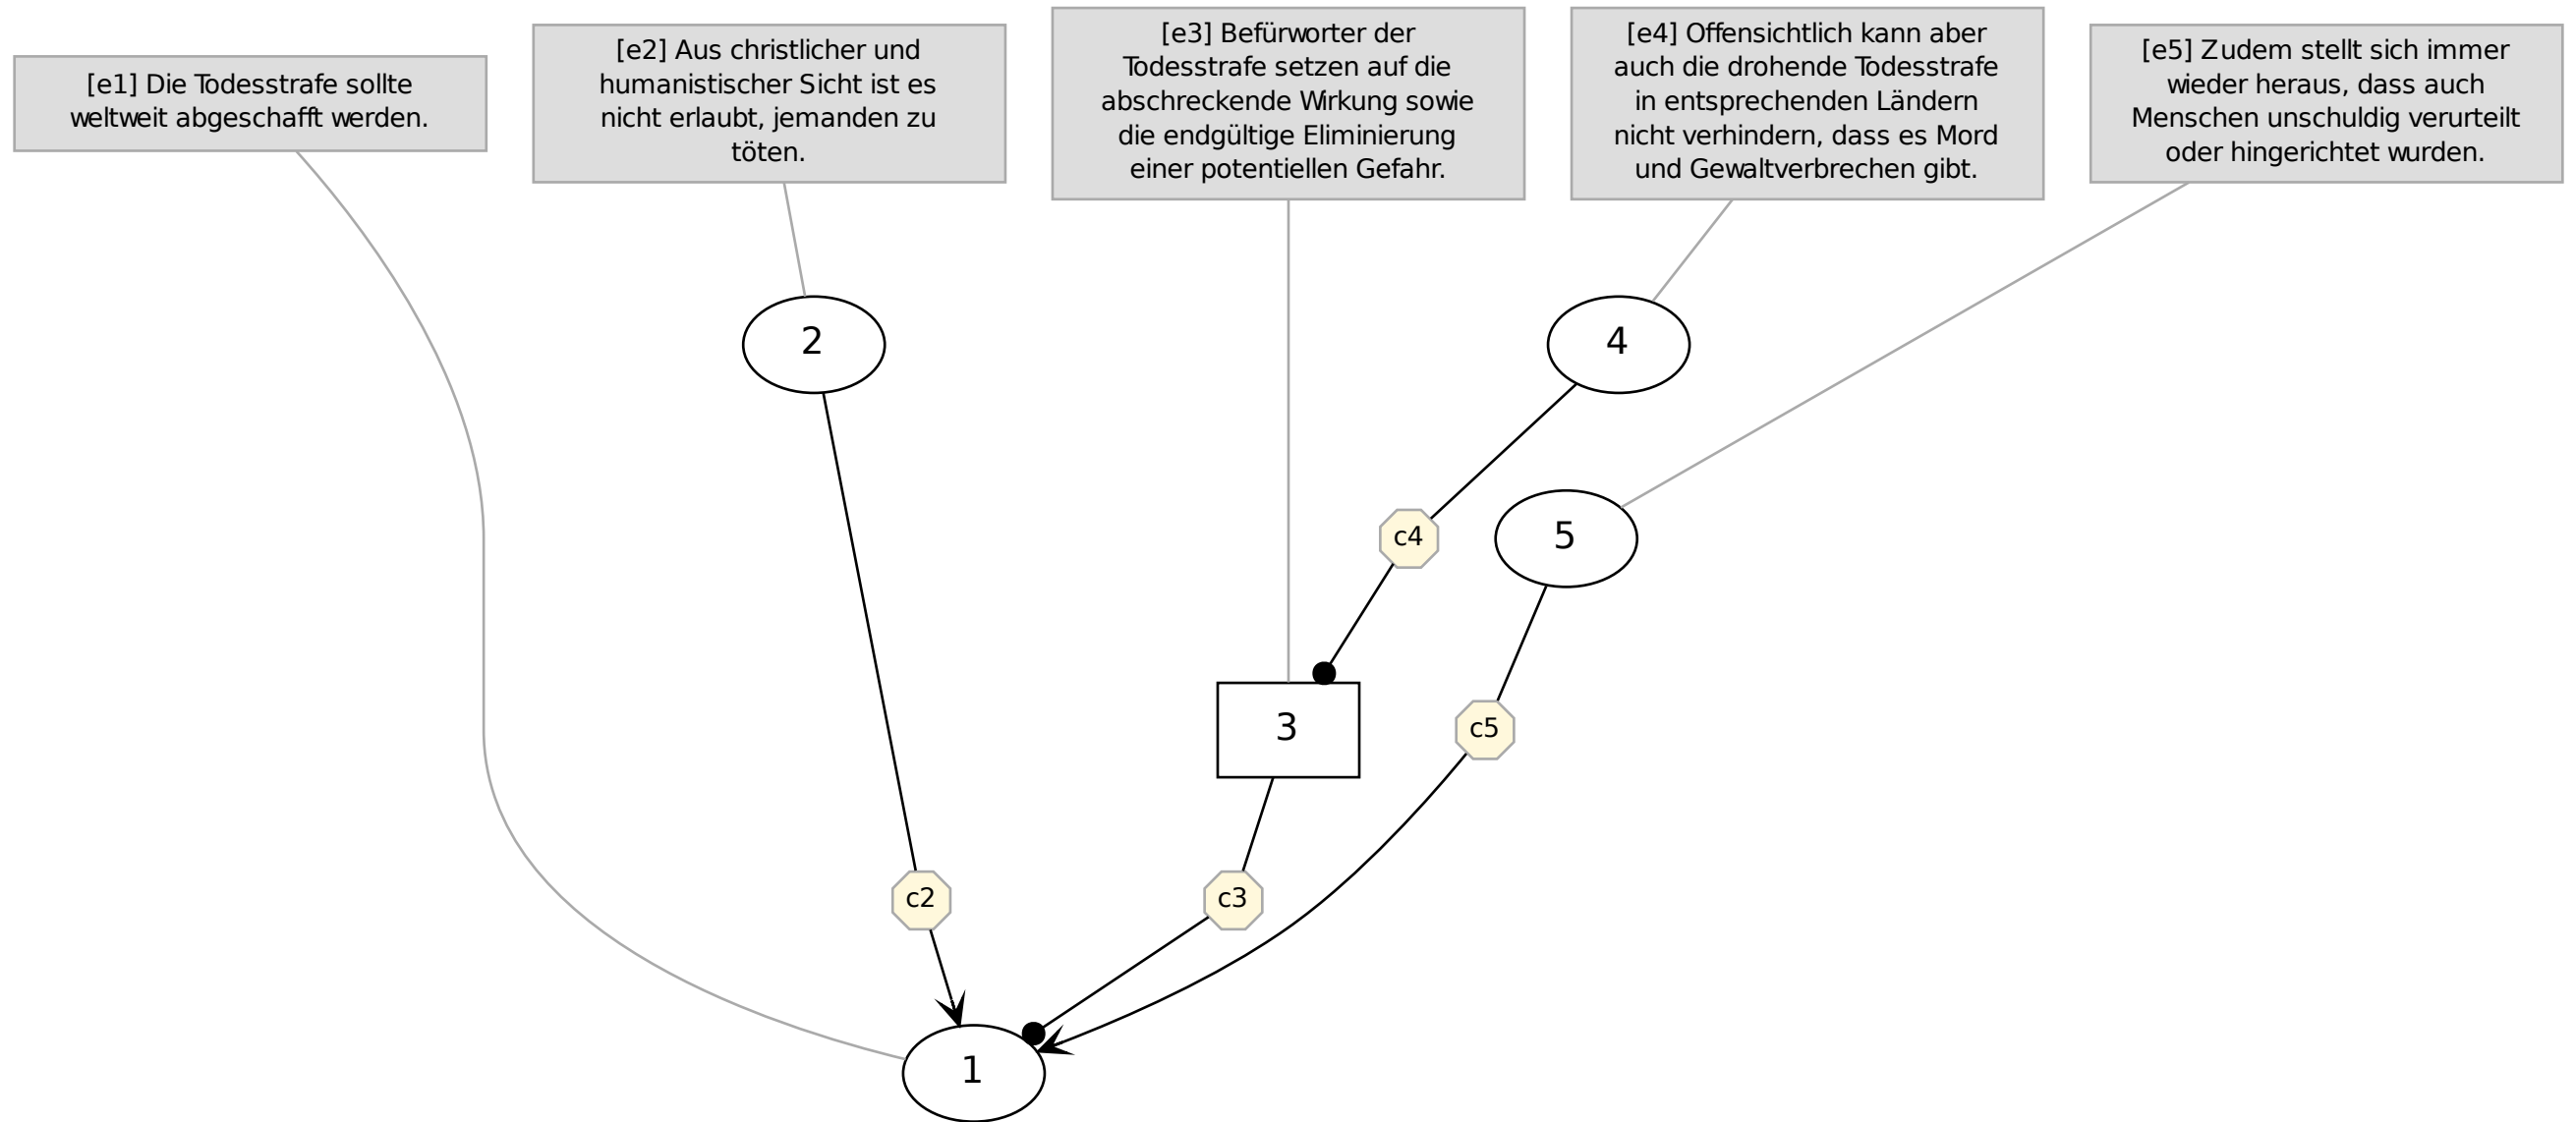 [e1] Die Todesstrafe sollte
weltweit abgeschafft werden.
[e2] Aus christlicher und
humanistischer Sicht ist es
nicht erlaubt, jemanden zu
töten.
[e3] Befürworter der
Todesstrafe setzen auf die
abschreckende Wirkung sowie
die endgültige Eliminierung
einer potentiellen Gefahr.
[e4] Offensichtlich kann aber
auch die drohende Todesstrafe
in entsprechenden Ländern
nicht verhindern, dass es Mord
und Gewaltverbrechen gibt.
[e5] Zudem stellt sich immer
wieder heraus, dass auch
Menschen unschuldig verurteilt
oder hingerichtet wurden.
2
4
c4
5
3
c5
c2
c3
1